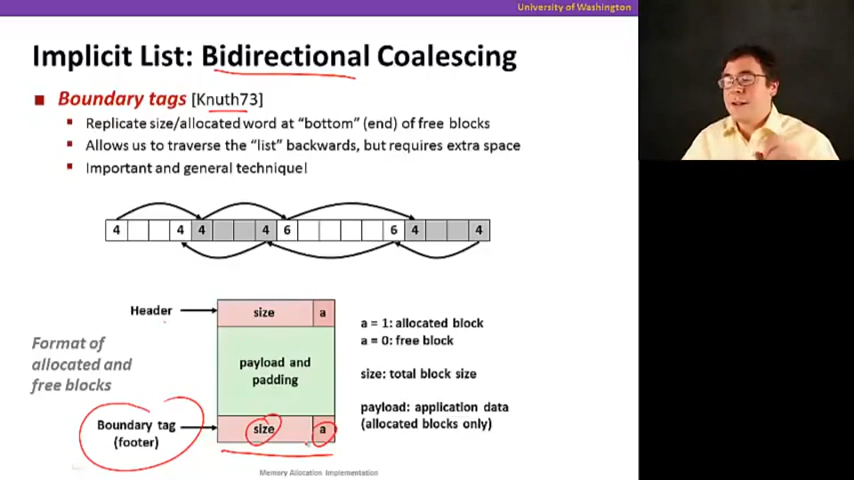 University of Washington
Implicit List: Bidirectional Coalescing
Boundary tags [Knuth73]
Replicate size/allocated word at "bottom" (end) of free blocks
Allows us to traverse the "list" backwards, but requires extra space
Important and general technique!
4 4 4 4 6 6 4 4
Header
size a
a = 1: allocated block
a = 0: free block
Format of
allocated and
free blocks
payload and
padding
size: total block size
payload: application data
(allocated blocks only)
Boundary tag
(footer)
size a
Memory Allocation Implementation